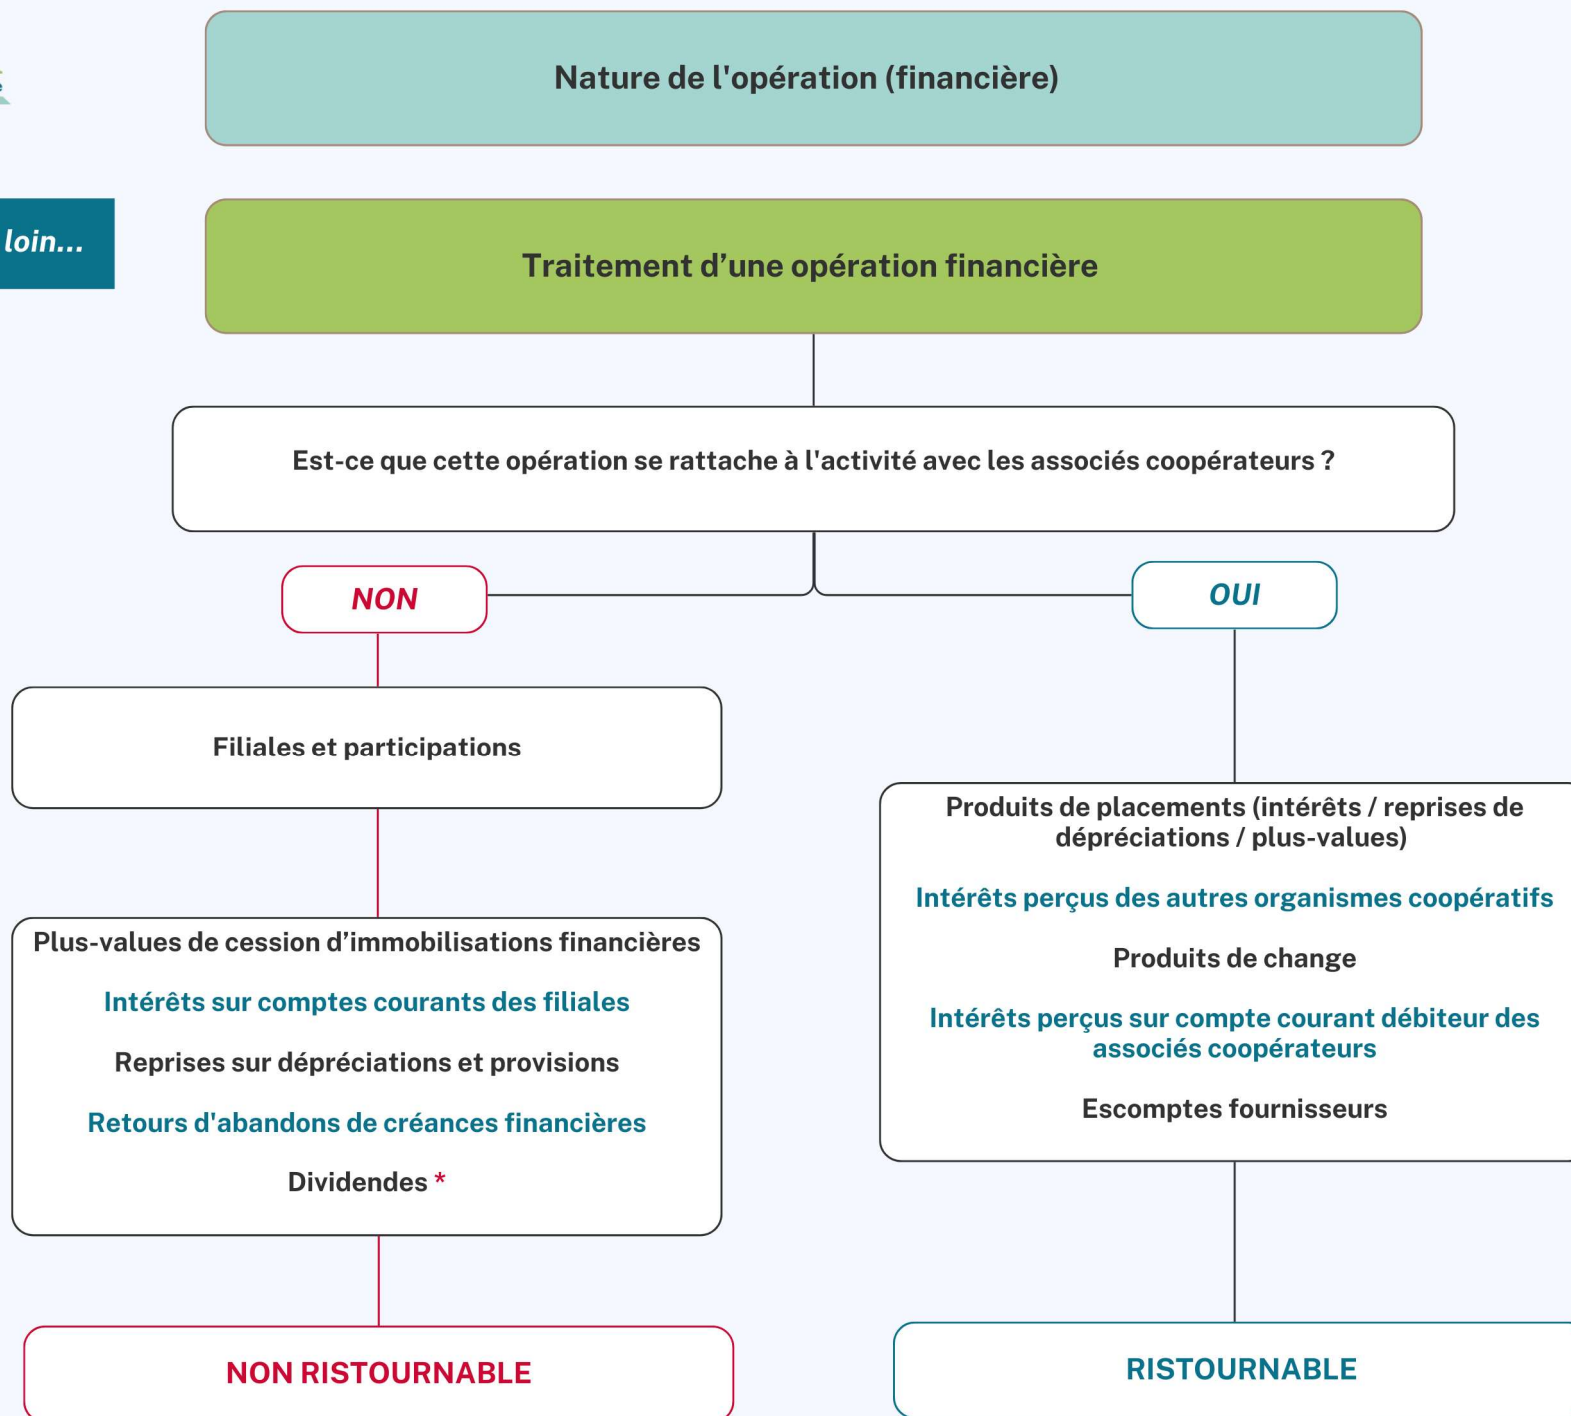 Nature de l'opération (financière)
loin...
Traitement d’une opération financière
Est-ce que cette opération se rattache à l'activité avec les associés coopérateurs ?
NON
OUI
Filiales et participations
Plus-values de cession d’immobilisations financières
Intérêts sur comptes courants des filiales
Reprises sur dépréciations et provisions
Retours d'abandons de créances financières
Dividendes *
Produits de placements (intérêts / reprises de
dépréciations / plus-values)
Intérêts perçus des autres organismes coopératifs
Produits de change
Intérêts perçus sur compte courant débiteur des
associés coopérateurs
Escomptes fournisseurs
NON RISTOURNABLE
RISTOURNABLE